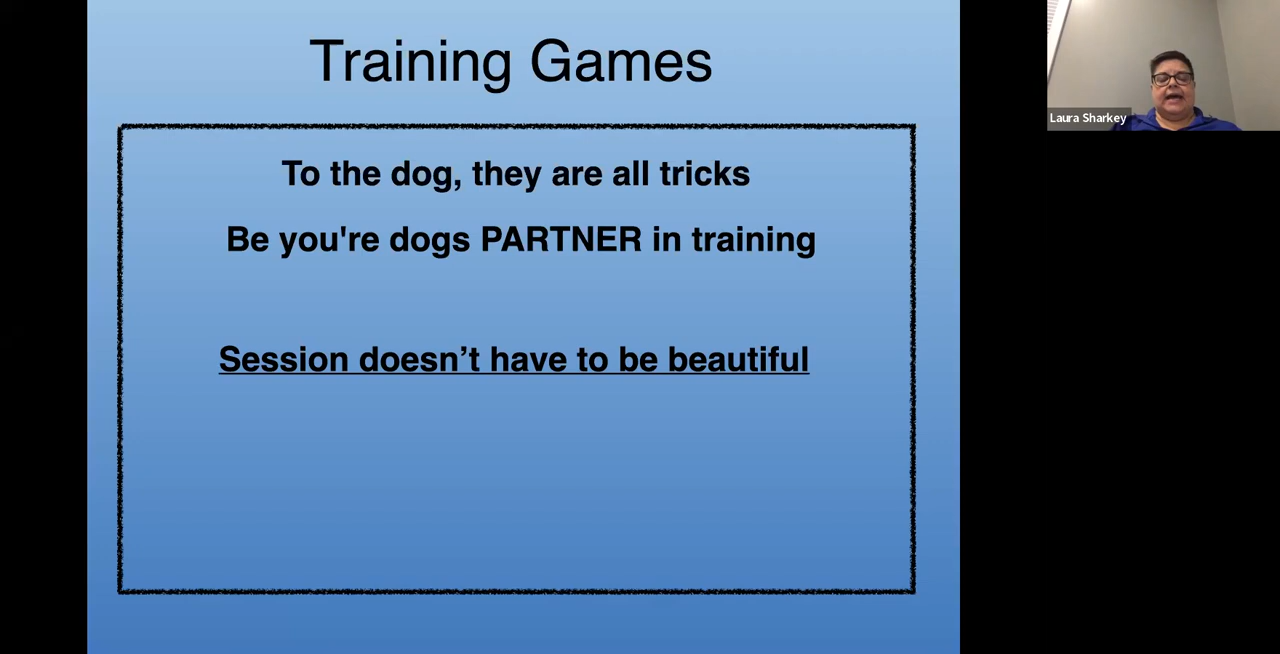 Training Games
To the dog, they are all tricks
Be you're dogs PARTNER in training
Session doesn’t have to be beautiful
Laura Sharkey